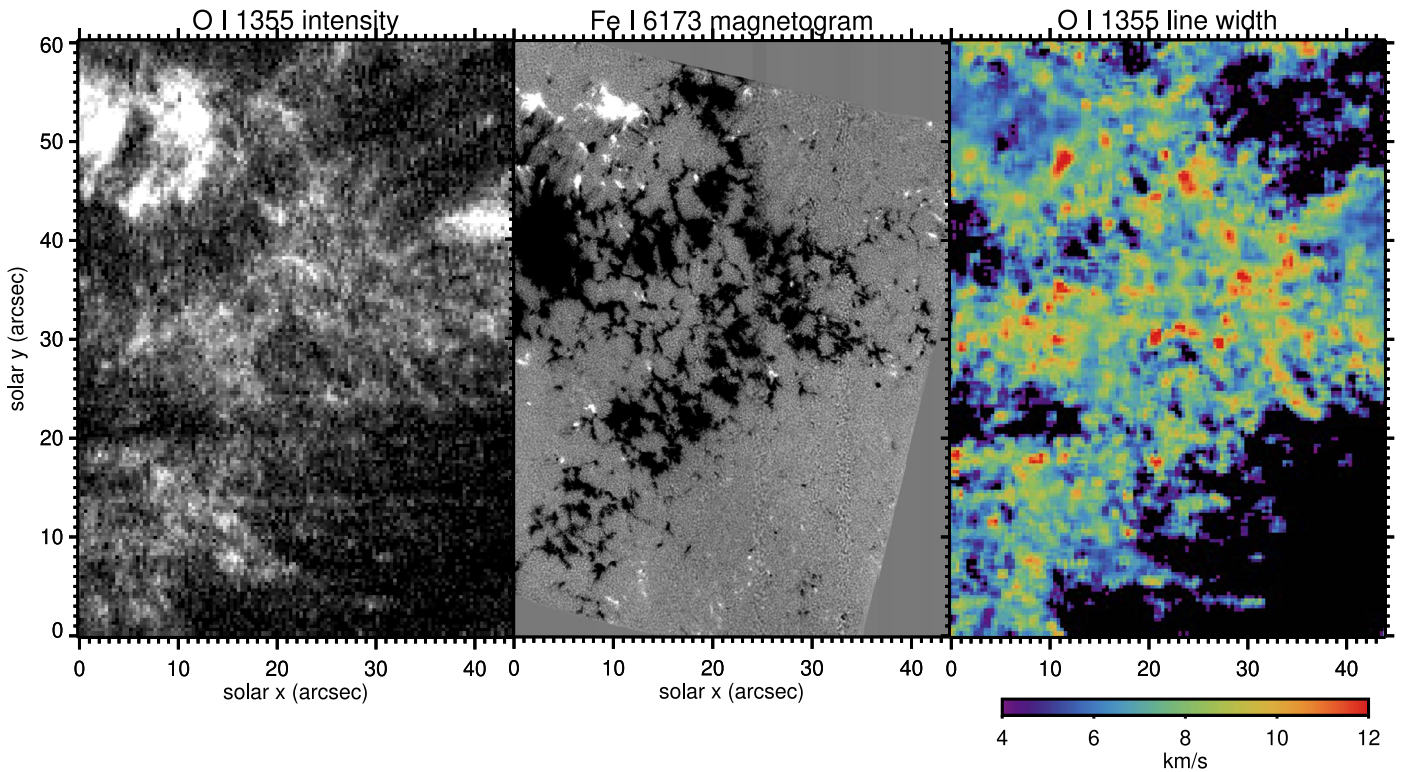 O I 1355 intensity
Fe I 6173 magnetogram
O I 1355 line width
60
50
40
30
20
10
0
solar y (arcsec)
0 10 20 30
0 10 20 30 40
0 10 20 30 40
solar x (arcsec)
solar x (arcsec)
4 6 8 10 12
km/s